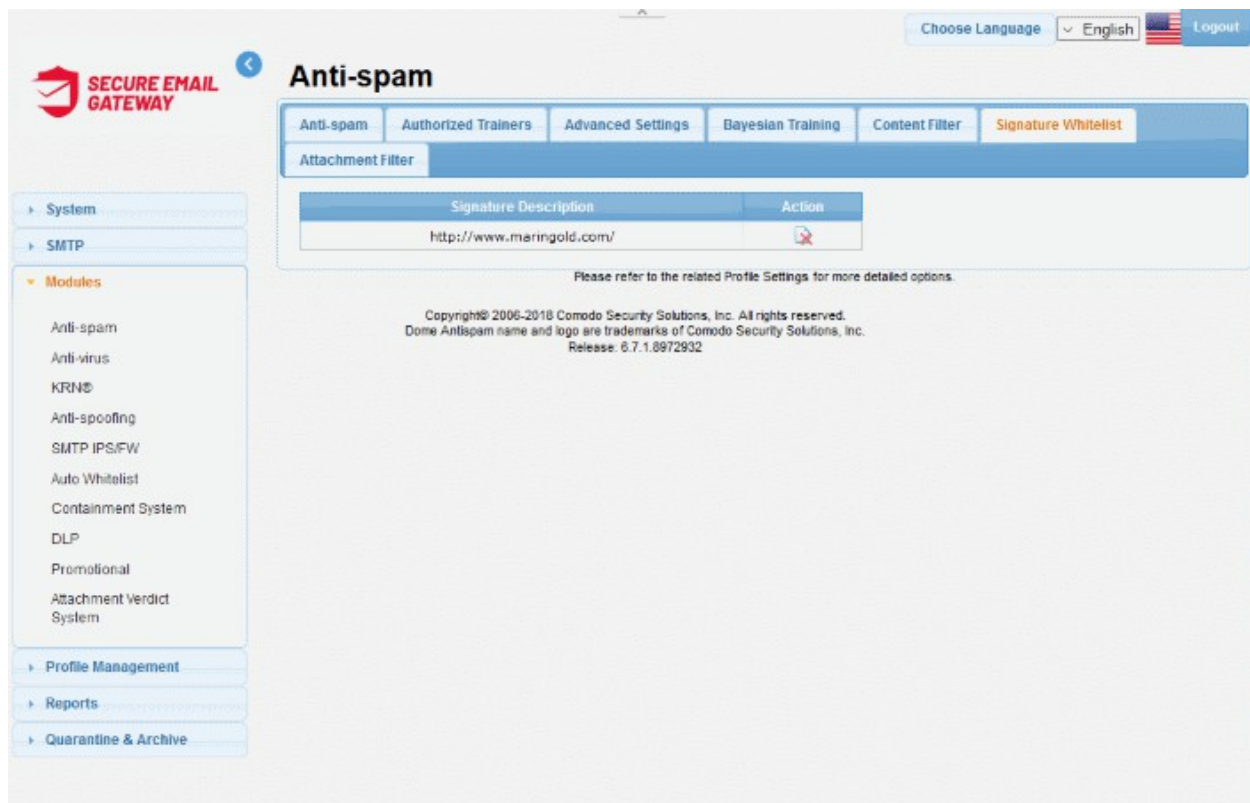 Choose Language English Logout
SECURE EMAIL
GATEWAY
Anti-spam
Anti-spam Authorized Trainers Advanced Settings Bayesian Training Content Filter Signature Whitelist
Attachment Filter
Signature Description Action
http://www.maringold.com/
Please refer to the related Profile Settings for more detailed options.
Copyright© 2006-2018 Comodo Security Solutions, Inc. All rights reserved.
Dome Antispam name and logo are trademarks of Comodo Security Solutions, Inc.
Release: 6.7.1.8972932
System
SMTP
Modules
Anti-spam
Anti-virus
KRN®
Anti-spoofing
SMTP IPS/FW
Auto Whitelist
Containment System
DLP
Promotional
Attachment Verdict
System
Profile Management
Reports
Quarantine & Archive